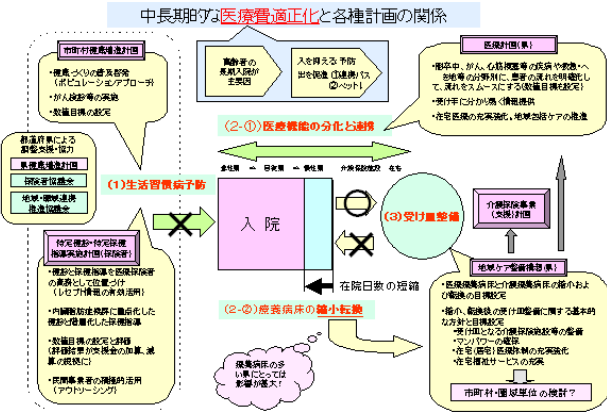 中長期的な医療費適正化と各種計画の関係
市町村健康増進計画
・健康づくりの普及啓発
(ポピュレーションアプローチ)
・がん検診等の実施
・数値目標の設定
高齢者の
長期入院が
主要因
入を抑える:予防
出を促進:①連携パス
②ベット↓
医療計画(県)
・脳卒中、がん、心筋梗塞等の疾病や救急・へ
き地等の分野別に、患者の流れを明確化し
て、流れをスムースにする(数値目標も設定)
・受け手に分かり易く情報提供
・在宅医療の充実強化、地域包括ケアの推進
都道府県による
調整支援・協力
県健康増進計画
保険者協議会
地域・職域連携
推進協議会
(2-①)医療機能の分化と連携
急性期 ⇒ 回復期 ⇒ 慢性期 介護保険施設 在宅
(1)生活習慣病予防
入 院
(3)受け皿整備
介護保険事業
(支援)計画
特定健診・特定保健
指導実施計画(保険者)
・健診と保健指導を医療保険者
の義務として位置づけ
(レセプト情報の有効活用)
・内臓脂肪症候群に重点化した
健診と階層化した保健指導
・数値目標の設定と評価
(評価結果が支援金の加算、減
算の根拠に)
・民間事業者の積極的活用
(アウトソーシング)
在院日数の短縮
(2-②)療養病床の縮小転換
療養病床の多
い県にとっては
影響が甚大!
地域ケア整備構想(県)
・医療療養病床と介護療養病床の縮小およ
び転換の目標設定
・縮小、転換後の受け皿整備に関する基本的
な方針と目標設定
・受け皿となる介護保険施設等の整備
・マンパワーの確保
・在宅(居宅)医療体制の充実強化
・在宅福祉サービスの充実
市町村・圏域単位の検討?